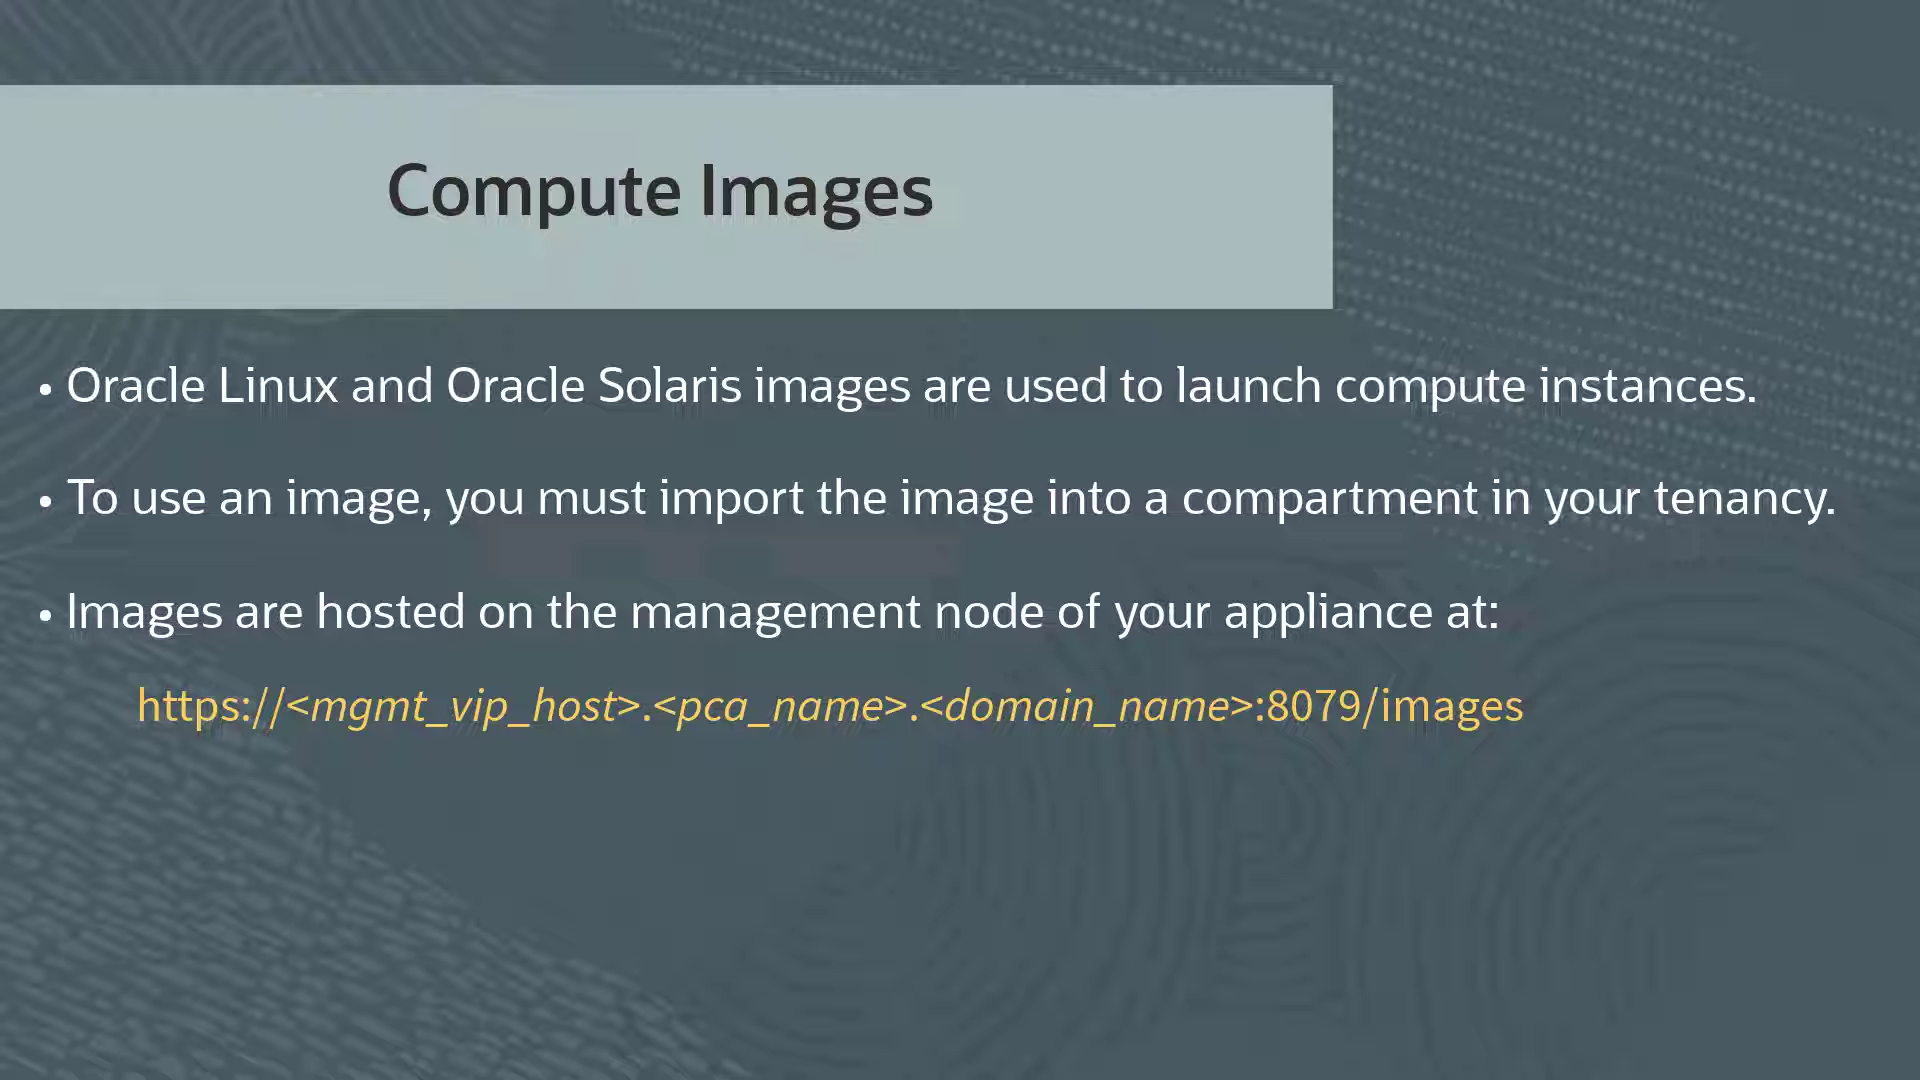 Compute Images
• Oracle Linux and Oracle Solaris images are used to launch compute instances.
• To use an image, you must import the image into a compartment in your tenancy.
• Images are hosted on the management node of your appliance at:
https://<mgmt_vip_host>.<pca_name>.<domain_name>:8079/images